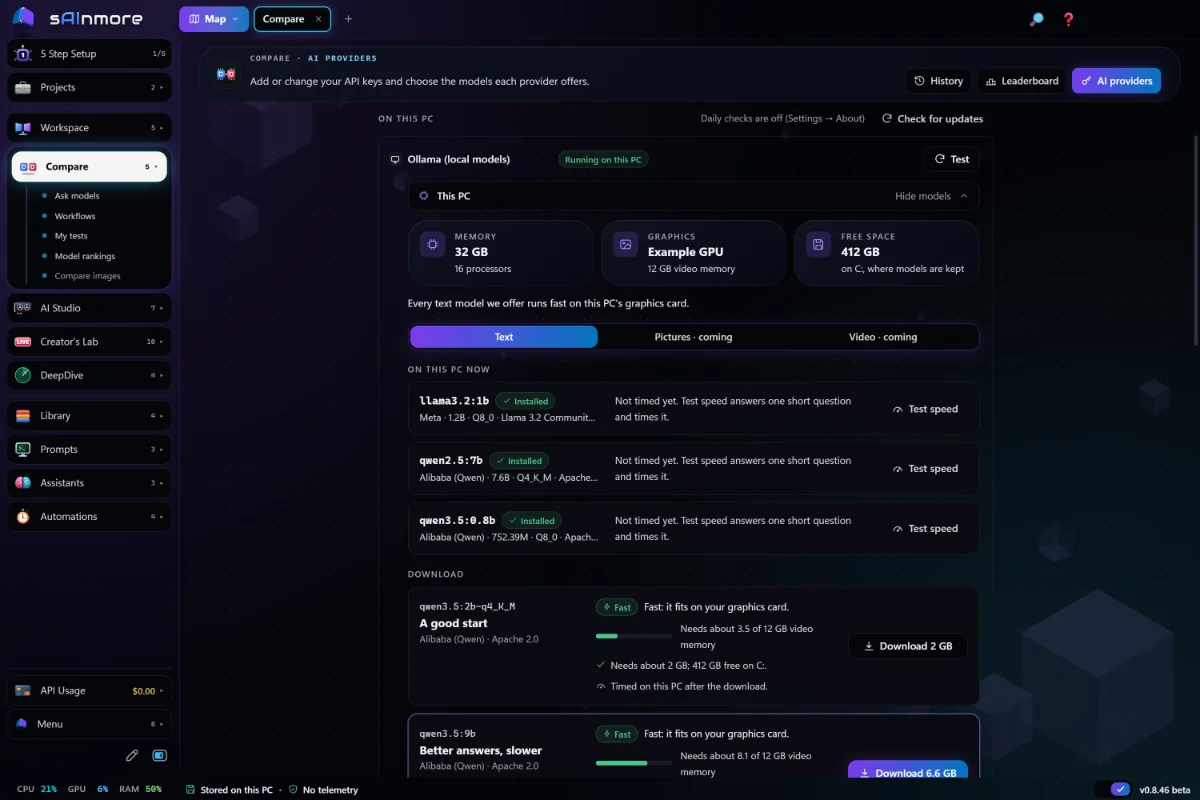 sAInmore
Map
Compare
5 Step Setup 1/5
Projects 2
Workspace 5
Compare 5
Ask models
Workflows
My tests
Model rankings
Compare images
AI Studio 7
Creator's Lab 10
DeepDive 4
Library 4
Prompts 3
Assistants 3
Automations 4
API Usage $0.00
Menu 8
CPU 21% GPU 6% RAM 50%
COMPARE · AI PROVIDERS
Add or change your API keys and choose the models each provider offers.
History
Leaderboard
AI providers
ON THIS PC
Daily checks are off (Settings → About)
Check for updates
Ollama (local models)
Running on this PC
Test
This PC
Hide models
MEMORY
32 GB
16 processors
GRAPHICS
Example GPU
12 GB video memory
FREE SPACE
412 GB
on C:, where models are kept
Every text model we offer runs fast on this PC's graphics card.
Text
Pictures · coming
Video · coming
ON THIS PC NOW
llama3.2:1b
Installed
Meta · 1.2B · Q8_0 · Llama 3.2 Communit...
Not timed yet. Test speed answers one short question
and times it.
Test speed
qwen2.5:7b
Installed
Alibaba (Qwen) · 7.6B · Q4_K_M · Apache...
Not timed yet. Test speed answers one short question
and times it.
Test speed
qwen3.5:0.8b
Installed
Alibaba (Qwen) · 752.39M · Q8_0 · Apach...
Not timed yet. Test speed answers one short question
and times it.
Test speed
DOWNLOAD
qwen3.5:2b-q4_K_M
A good start
Alibaba (Qwen) · Apache 2.0
Fast
Fast: it fits on your graphics card.
Needs about 3.5 of 12 GB video
memory
Needs about 2 GB; 412 GB free on C:.
Timed on this PC after the download.
Download 2 GB
qwen3.5:9b
Better answers, slower
Alibaba (Qwen) · Apache 2.0
Fast
Fast: it fits on your graphics card.
Needs about 8.1 of 12 GB video
memory
Download 6.6 GB
Stored on this PC · No telemetry
v0.8.46 beta